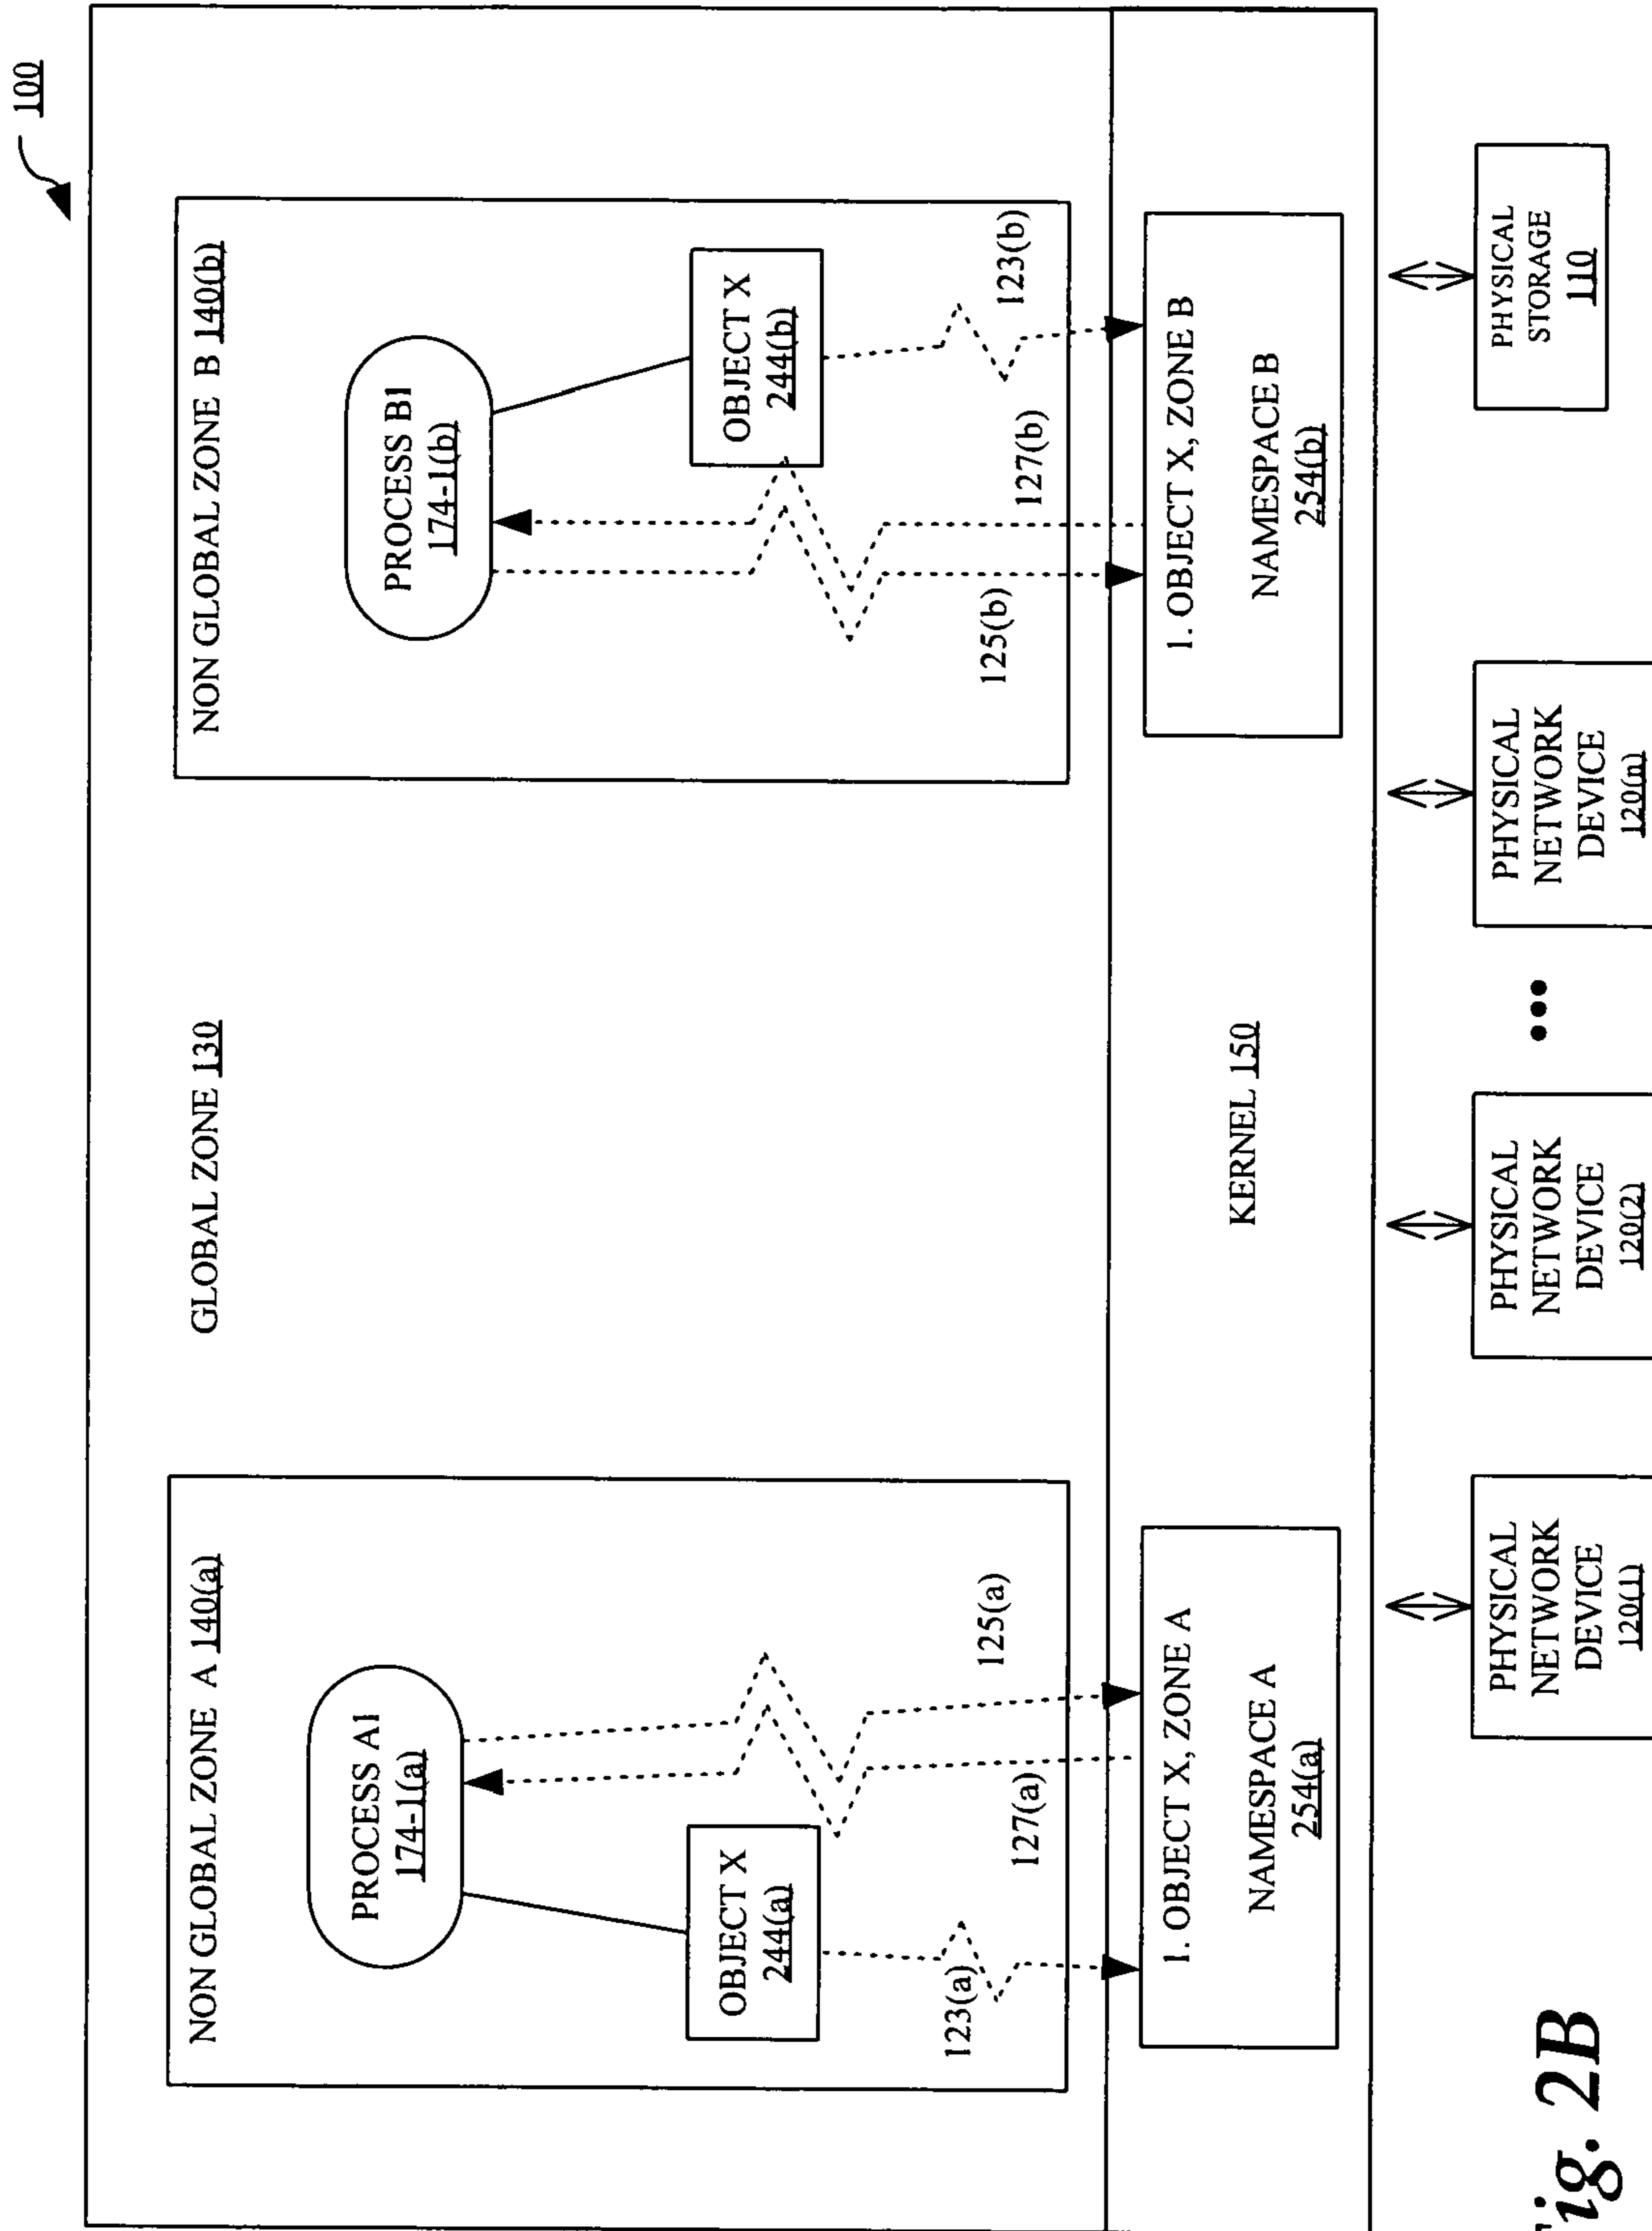 100
GLOBAL ZONE 130
NON GLOBAL ZONE A 140(a)
PROCESS A1
174-1(a)
OBJECT X
244(a)
123(a)
127(a)
125(a)
NON GLOBAL ZONE B 140(b)
PROCESS B1
174-1(b)
OBJECT X
244(b)
125(b)
127(b)
123(b)
KERNEL 150
1. OBJECT X, ZONE A
NAMESPACE A
254(a)
1. OBJECT X, ZONE B
NAMESPACE B
254(b)
PHYSICAL
NETWORK
DEVICE
120(1)
PHYSICAL
NETWORK
DEVICE
120(2)
•••
PHYSICAL
NETWORK
DEVICE
120(n)
PHYSICAL
STORAGE
110
Fig. 2B